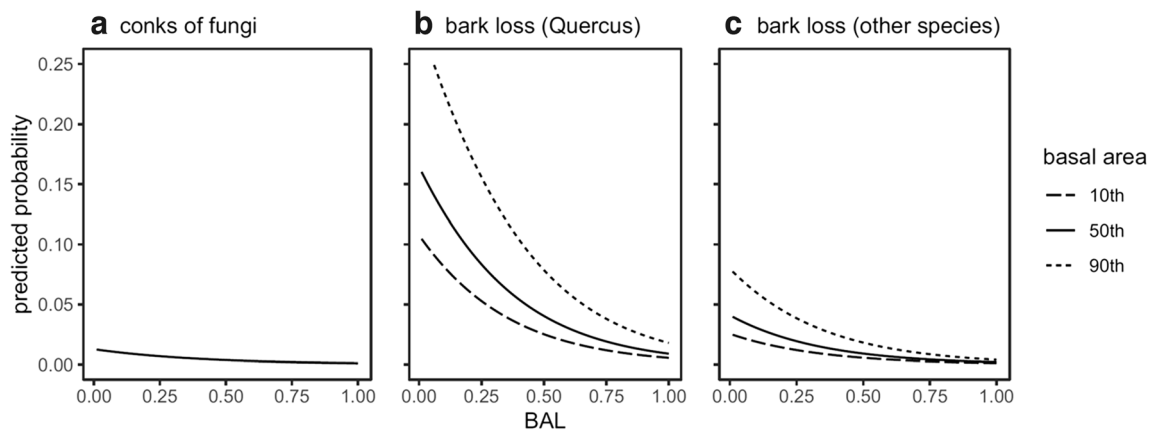 a conks of fungi
b bark loss (Quercus)
c bark loss (other species)
predicted probability
0.25
0.20
0.15
0.10
0.05
0.00
0.00 0.25 0.50 0.75 1.00
0.00 0.25 0.50 0.75 1.00
0.00 0.25 0.50 0.75 1.00
BAL
basal area
10th
50th
90th